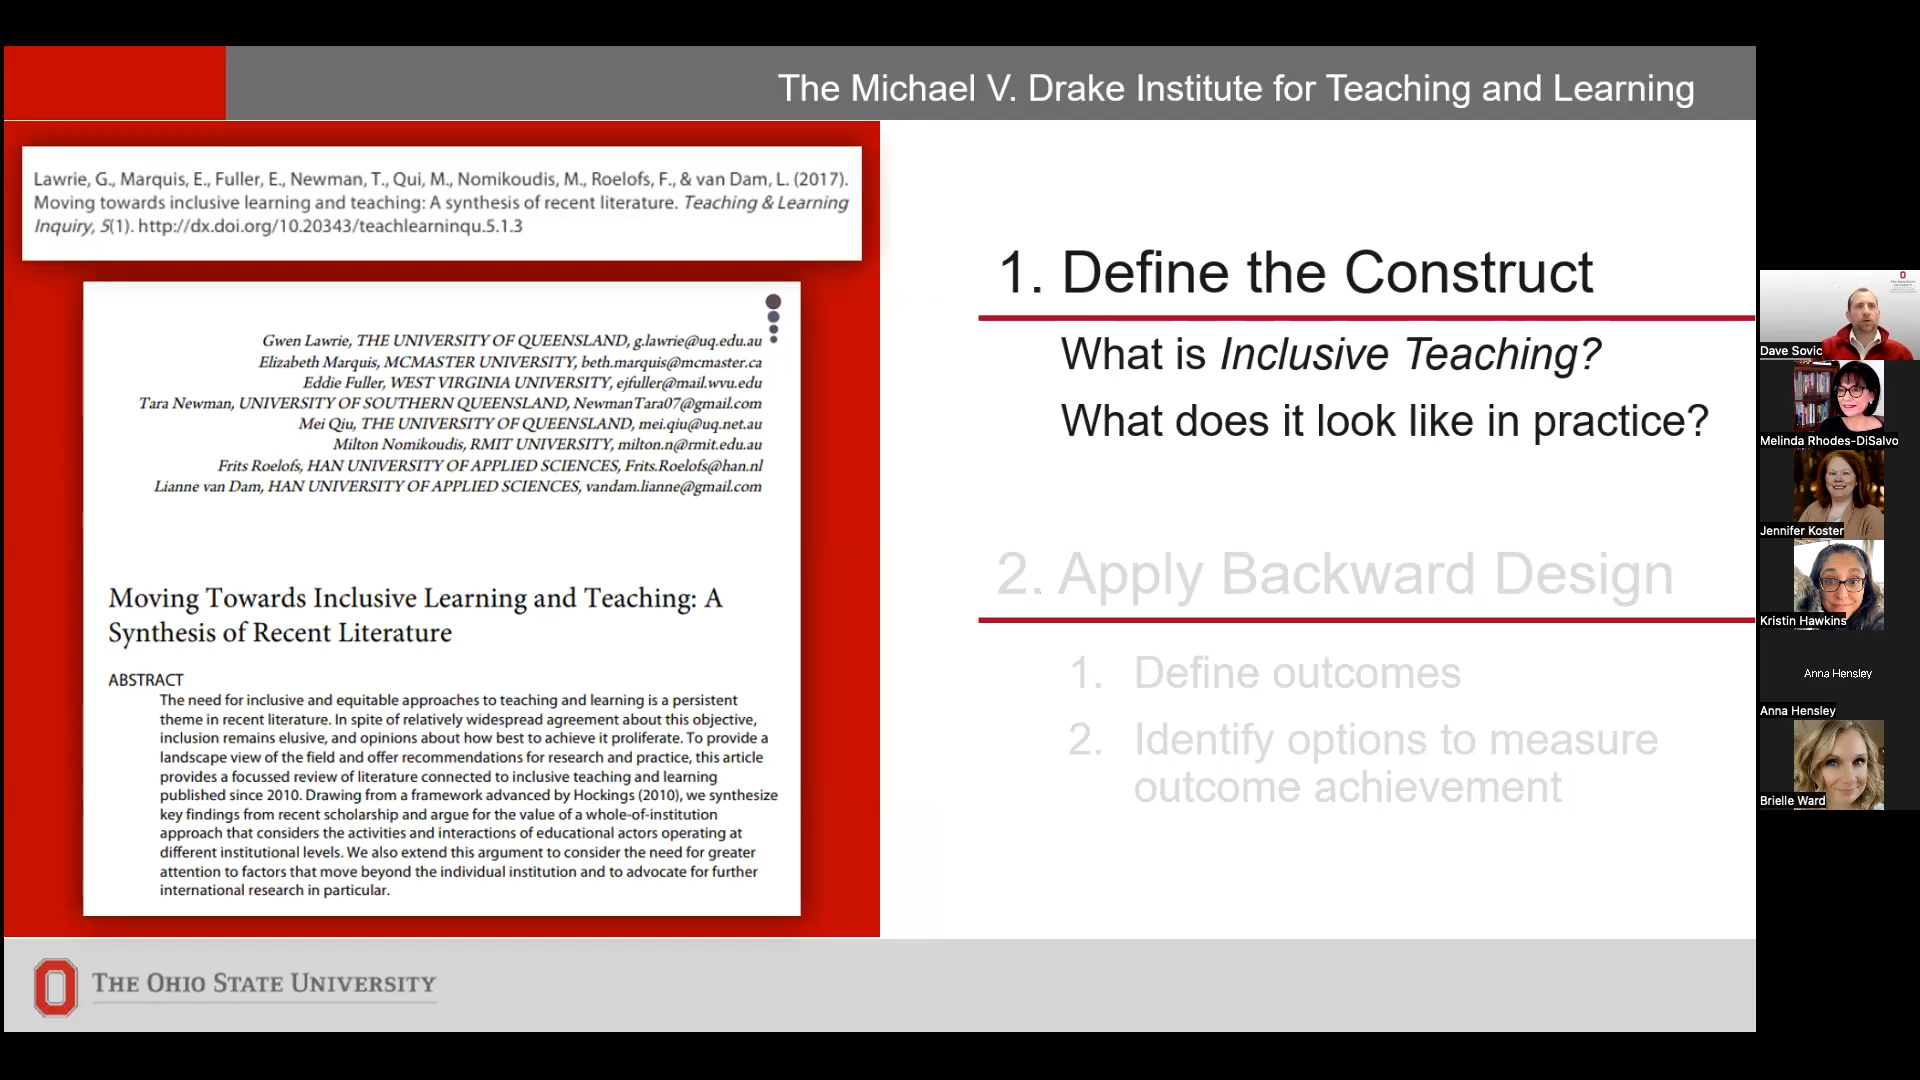 The Michael V. Drake Institute for Teaching and Learning
Lawrie, G., Marquis, E., Fuller, E., Newman, T., Qui, M., Nomikoudis, M., Roelofs, F., & van Dam, L. (2017).
Moving towards inclusive learning and teaching: A synthesis of recent literature. Teaching & Learning
Inquiry, 5(1). http://dx.doi.org/10.20343/teachlearninqu.5.1.3
Gwen Lawrie, THE UNIVERSITY OF QUEENSLAND, g.lawrie@uq.edu.au
Elizabeth Marquis, MCMASTER UNIVERSITY, beth.marquis@mcmaster.ca
Eddie Fuller, WEST VIRGINIA UNIVERSITY, ejfuller@mail.wvu.edu
Tara Newman, UNIVERSITY OF SOUTHERN QUEENSLAND, NewmanTara07@gmail.com
Mei Qiu, THE UNIVERSITY OF QUEENSLAND, mei.qiu@uq.net.au
Milton Nomikoudis, RMIT UNIVERSITY, milton.n@rmit.edu.au
Frits Roelofs, HAN UNIVERSITY OF APPLIED SCIENCES, Frits.Roelofs@han.nl
Lianne van Dam, HAN UNIVERSITY OF APPLIED SCIENCES, vandam.lianne@gmail.com
Moving Towards Inclusive Learning and Teaching: A
Synthesis of Recent Literature
ABSTRACT
The need for inclusive and equitable approaches to teaching and learning is a persistent
theme in recent literature. In spite of relatively widespread agreement about this objective,
inclusion remains elusive, and opinions about how best to achieve it proliferate. To provide a
landscape view of the field and offer recommendations for research and practice, this article
provides a focussed review of literature connected to inclusive teaching and learning
published since 2010. Drawing from a framework advanced by Hockings (2010), we synthesize
key findings from recent scholarship and argue for the value of a whole-of-institution
approach that considers the activities and interactions of educational actors operating at
different institutional levels. We also extend this argument to consider the need for greater
attention to factors that move beyond the individual institution and to advocate for further
international research in particular.
1. Define the Construct
What is Inclusive Teaching?
What does it look like in practice?
2. Apply Backward Design
1. Define outcomes
2. Identify options to measure
outcome achievement
THE OHIO STATE UNIVERSITY
Dave Sovic
Melinda Rhodes-DiSalvo
Jennifer Koster
Kristin Hawkins
Anna Hensley
Anna Hensley
Brielle Ward